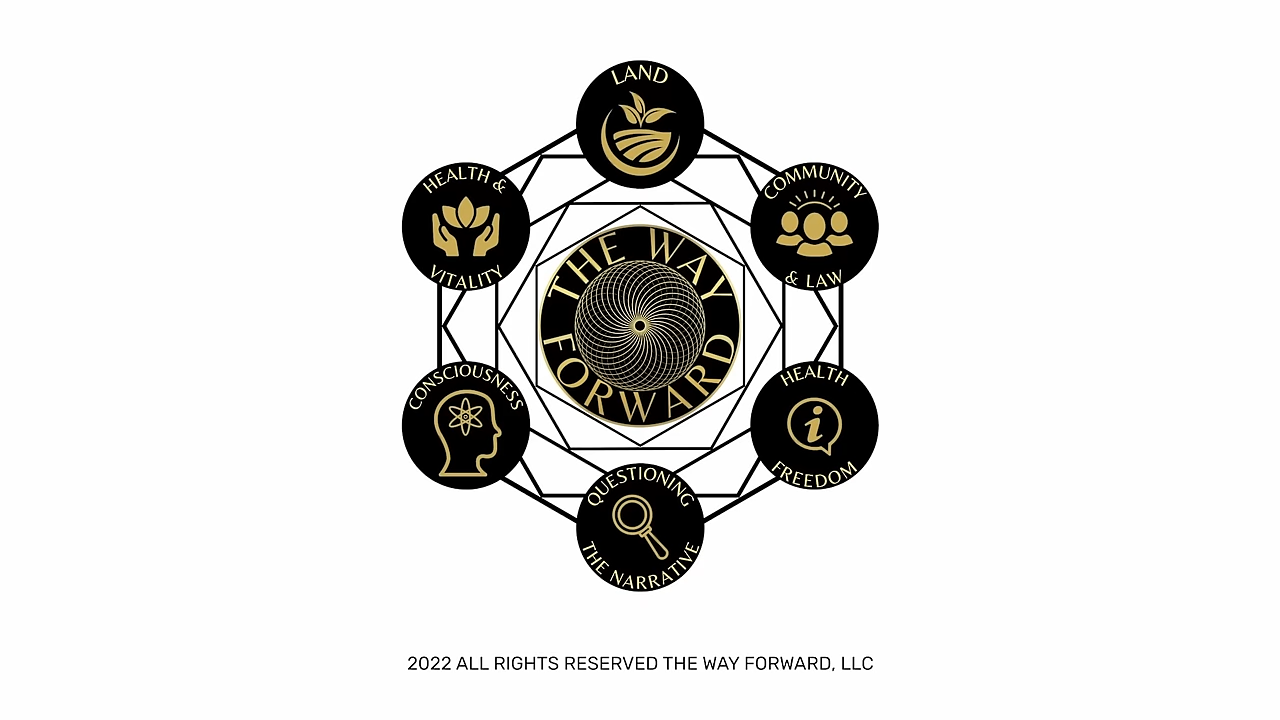 LAND
HEALTH &
VITALITY
COMMUNITY
& LAW
THE WAY
FORWARD
CONSCIOUSNESS
HEALTH
FREEDOM
QUESTIONING
THE NARRATIVE
2022 ALL RIGHTS RESERVED THE WAY FORWARD, LLC